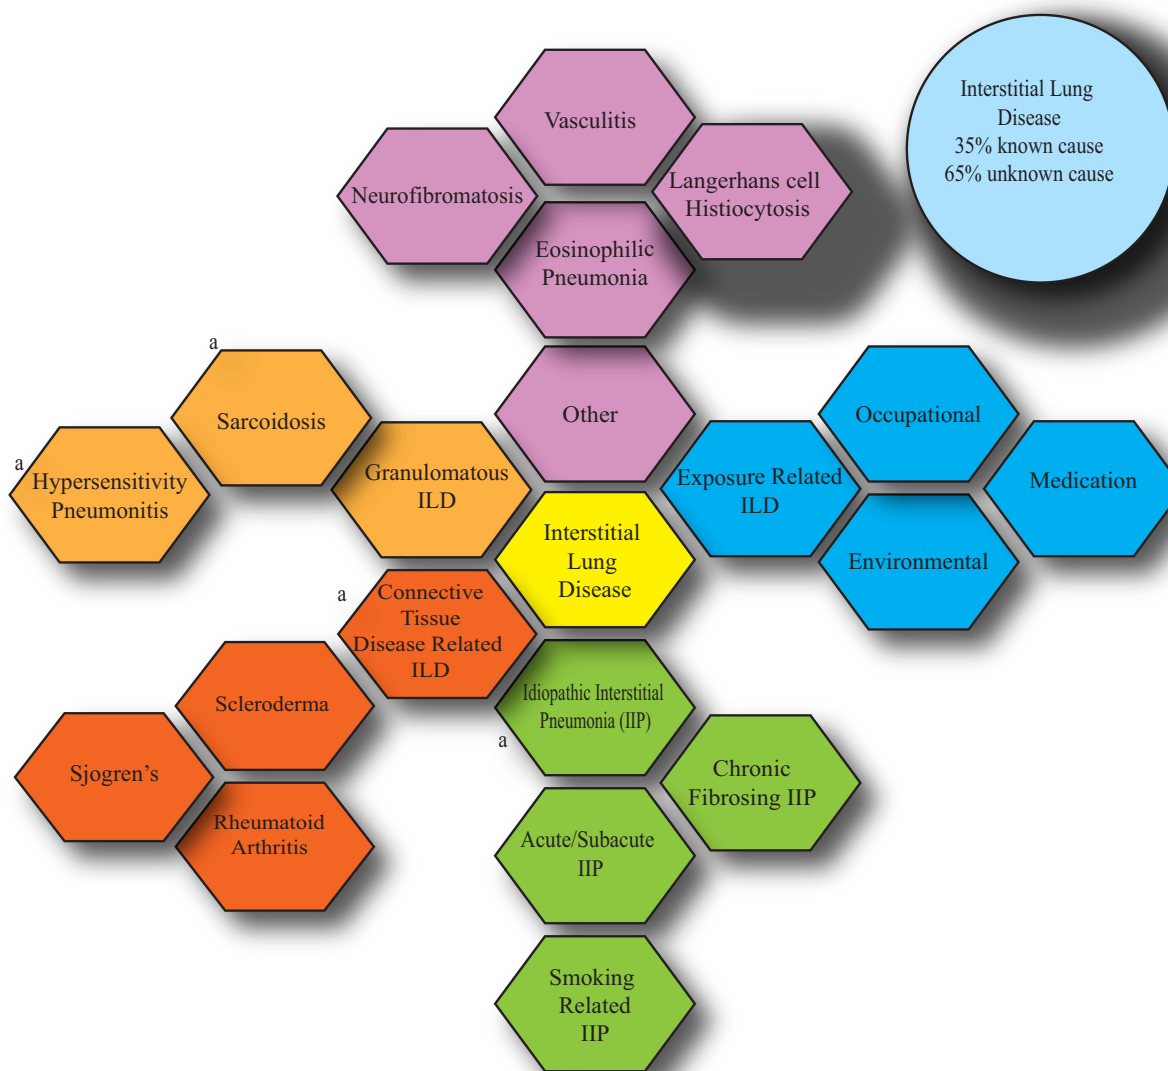 Interstitial Lung
Disease
35% known cause
65% unknown cause
Vasculitis
Neurofibromatosis
Langerhans cell
Histiocytosis
Eosinophilic
Pneumonia
a
Sarcoidosis
Other
Occupational
a
Hypersensitivity
Pneumonitis
Granulomatous
ILD
Exposure Related
ILD
Medication
Interstitial
Lung
Disease
Environmental
a
Connective
Tissue
Disease Related
ILD
Idiopathic Interstitial
Pneumonia (IIP)
a
Scleroderma
Sjogren’s
Rheumatoid
Arthritis
Chronic
Fibrosing IIP
Acute/Subacute
IIP
Smoking
Related
IIP